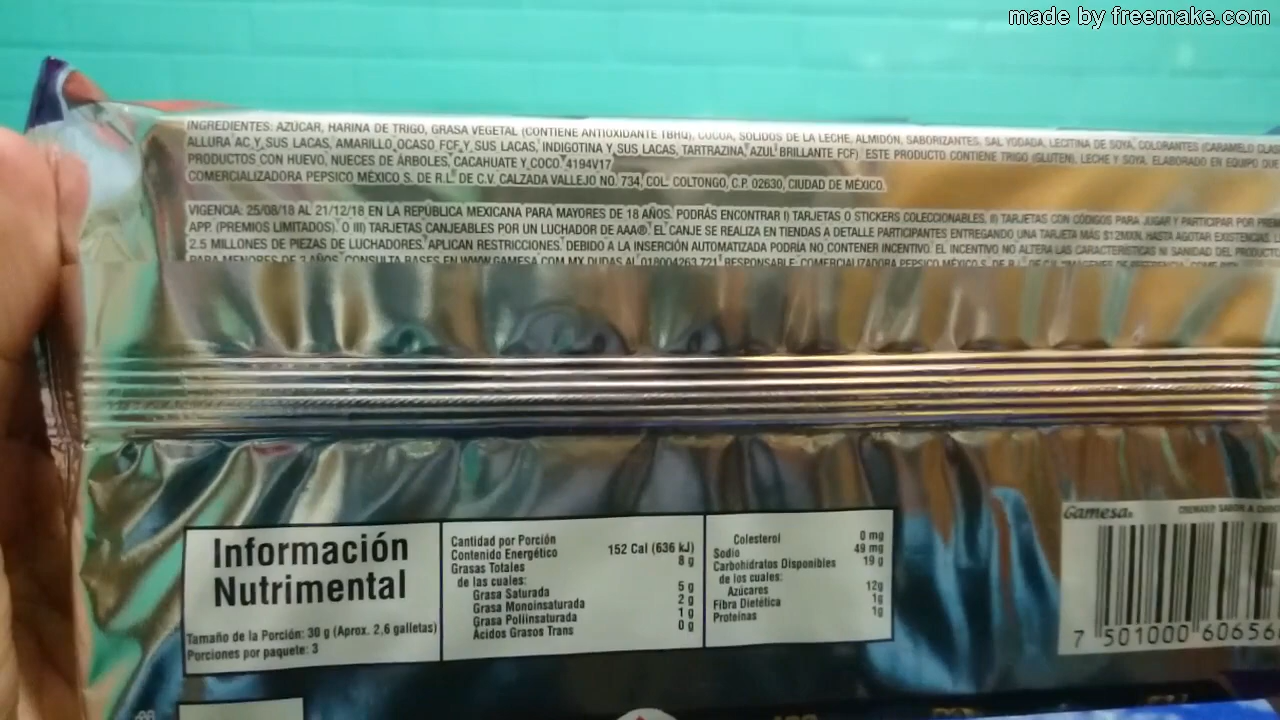 made by freemake.com
INGREDIENTES: AZÚCAR, HARINA DE TRIGO, GRASA VEGETAL (CONTIENE ANTIOXIDANTE TBHQ), COCOA, SÓLIDOS DE LA LECHE, ALMIDÓN, SABORIZANTES, SAL YODADA, LECITINA DE SOYA, COLORANTES (CARAMELO
ALLURA AC Y SUS LACAS, AMARILLO OCASO FCF Y SUS LACAS, INDIGOTINA Y SUS LACAS, TARTRAZINA, AZUL BRILLANTE FCF). ESTE PRODUCTO CONTIENE TRIGO (GLUTEN), LECHE Y SOYA. ELABORADO EN EQUIPO
PRODUCTOS CON HUEVO, NUECES DE ÁRBOLES, CACAHUATE Y COCO. 4194V17
COMERCIALIZADORA PEPSICO MÉXICO S. DE R.L. DE C.V. CALZADA VALLEJO NO. 734, COL. COLTONGO, C.P. 02630, CIUDAD DE MÉXICO.
VIGENCIA: 25/08/18 AL 21/12/18 EN LA REPÚBLICA MEXICANA PARA MAYORES DE 18 AÑOS. PODRÁS ENCONTRAR I) TARJETAS O STICKERS COLECCIONABLES, II) TARJETAS CON CÓDIGOS PARA JUGAR Y PARTICIPAR POR
APP. (PREMIOS LIMITADOS). O III) TARJETAS CANJEABLES POR UN LUCHADOR DE AAA®. EL CANJE SE REALIZA EN TIENDAS A DETALLE PARTICIPANTES ENTREGANDO UNA TARJETA MÁS $12MXN, HASTA AGOTAR
2.5 MILLONES DE PIEZAS DE LUCHADORES. APLICAN RESTRICCIONES. DEBIDO A LA INSERCIÓN AUTOMATIZADA PODRÍA NO CONTENER INCENTIVO. EL INCENTIVO NO ALTERA LAS CARACTERÍSTICAS NI SANIDAD DEL PRODUCTO
PARA MENORES DE 3 AÑOS. CONSULTA BASES EN WWW.GAMESA.COM.MX DUDAS AL 018004263 721 RESPONSABLE: COMERCIALIZADORA PEPSICO MÉXICO S. DE R.L. DE C.V.
Información
Nutrimental
Tamaño de la Porción: 30 g (Aprox. 2,6 galletas)
Porciones por paquete: 3
Cantidad por Porción
Contenido Energético 152 Cal (636 kJ)
Grasas Totales 8 g
de las cuales:
Grasa Saturada 5 g
Grasa Monoinsaturada 2 g
Grasa Poliinsaturada 1 g
Ácidos Grasos Trans 0 g
Colesterol 0 mg
Sodio 49 mg
Carbohidratos Disponibles 19 g
de los cuales:
Azúcares 12g
Fibra Dietética 1g
Proteínas 1g
Gamesa
7 501000 60656